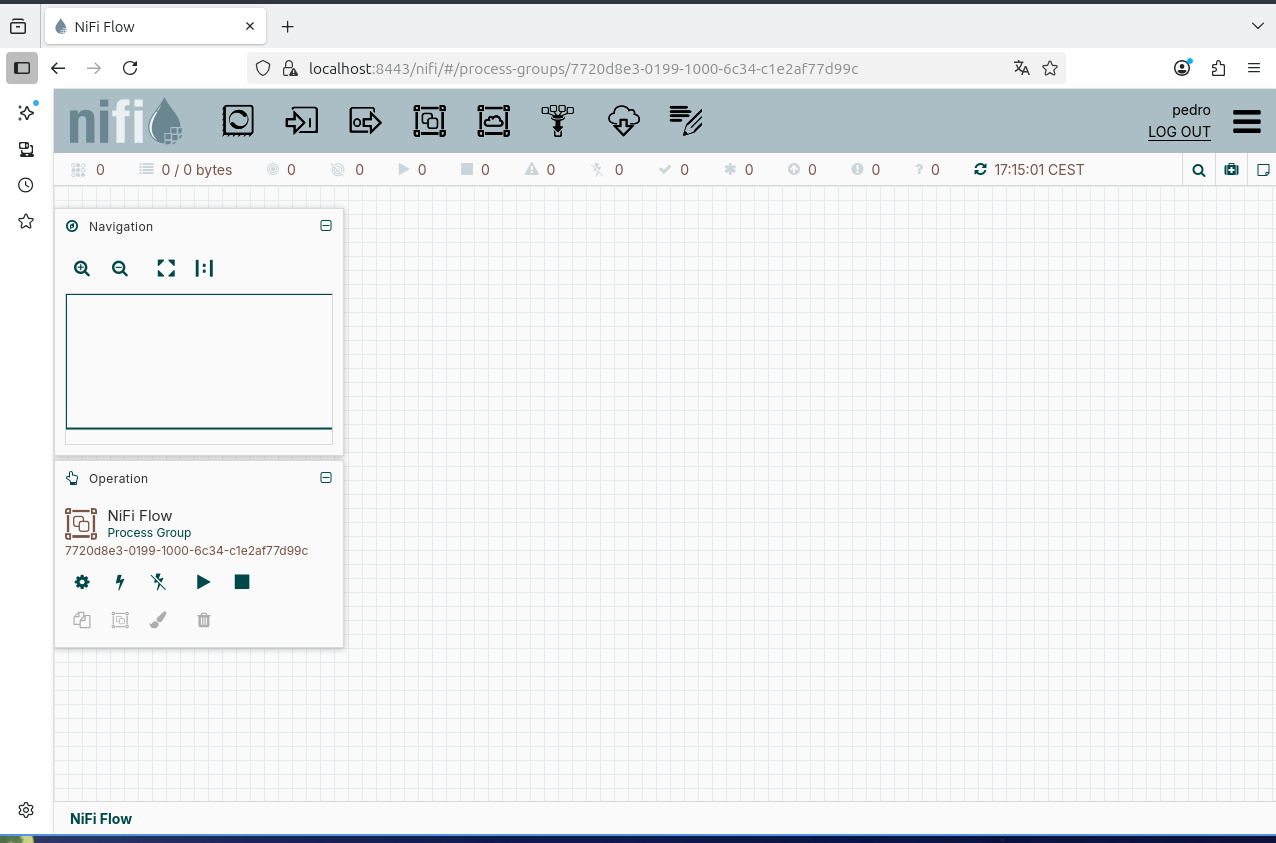 NiFi Flow
localhost:8443/nifi/#/process-groups/7720d8e3-0199-1000-6c34-c1e2af77d99c
nifi
pedro
LOG OUT
0 0 / 0 bytes 0 0 0 0 0 0 0 0 0 0 ? 0 17:15:01 CEST
Navigation
Operation
NiFi Flow
Process Group
7720d8e3-0199-1000-6c34-c1e2af77d99c
NiFi Flow